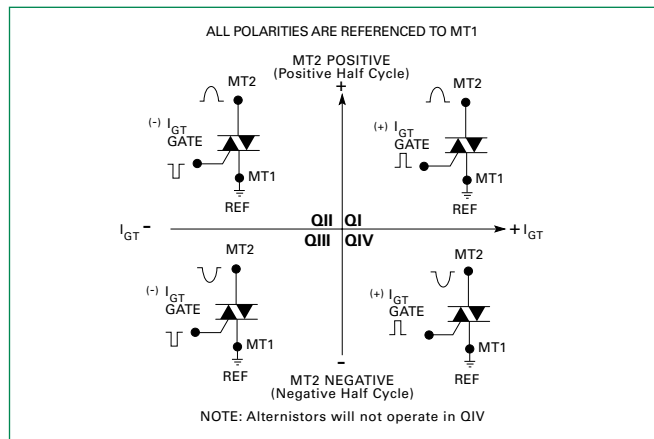 ALL POLARITIES ARE REFERENCED TO MT1
MT2 POSITIVE
(Positive Half Cycle)
+
MT2
(-) IGT
GATE
MT1
REF
MT2
(+) IGT
GATE
MT1
REF
IGT -
QII QI
QIII QIV
+ IGT
MT2
(-) IGT
GATE
MT1
REF
MT2
(+) IGT
GATE
MT1
REF
-
MT2 NEGATIVE
(Negative Half Cycle)
NOTE: Alternistors will not operate in QIV